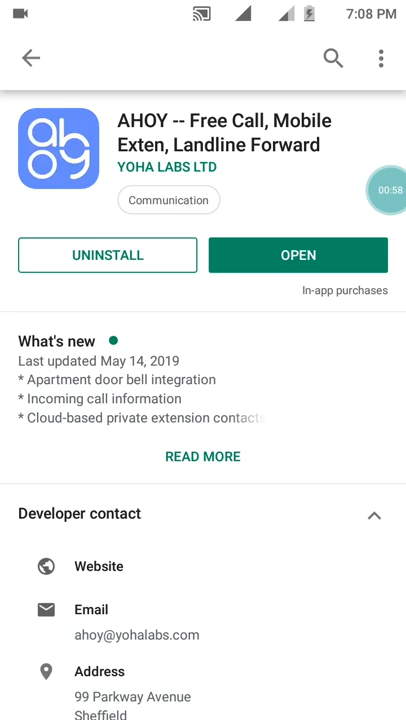 7:08 PM
ahoy
AHOY -- Free Call, Mobile
Exten, Landline Forward
YOHA LABS LTD
00:58
Communication
UNINSTALL
OPEN
In-app purchases
What's new
Last updated May 14, 2019
* Apartment door bell integration
* Incoming call information
* Cloud-based private extension contacts
READ MORE
Developer contact
Website
Email
ahoy@yohalabs.com
Address
99 Parkway Avenue
Sheffield